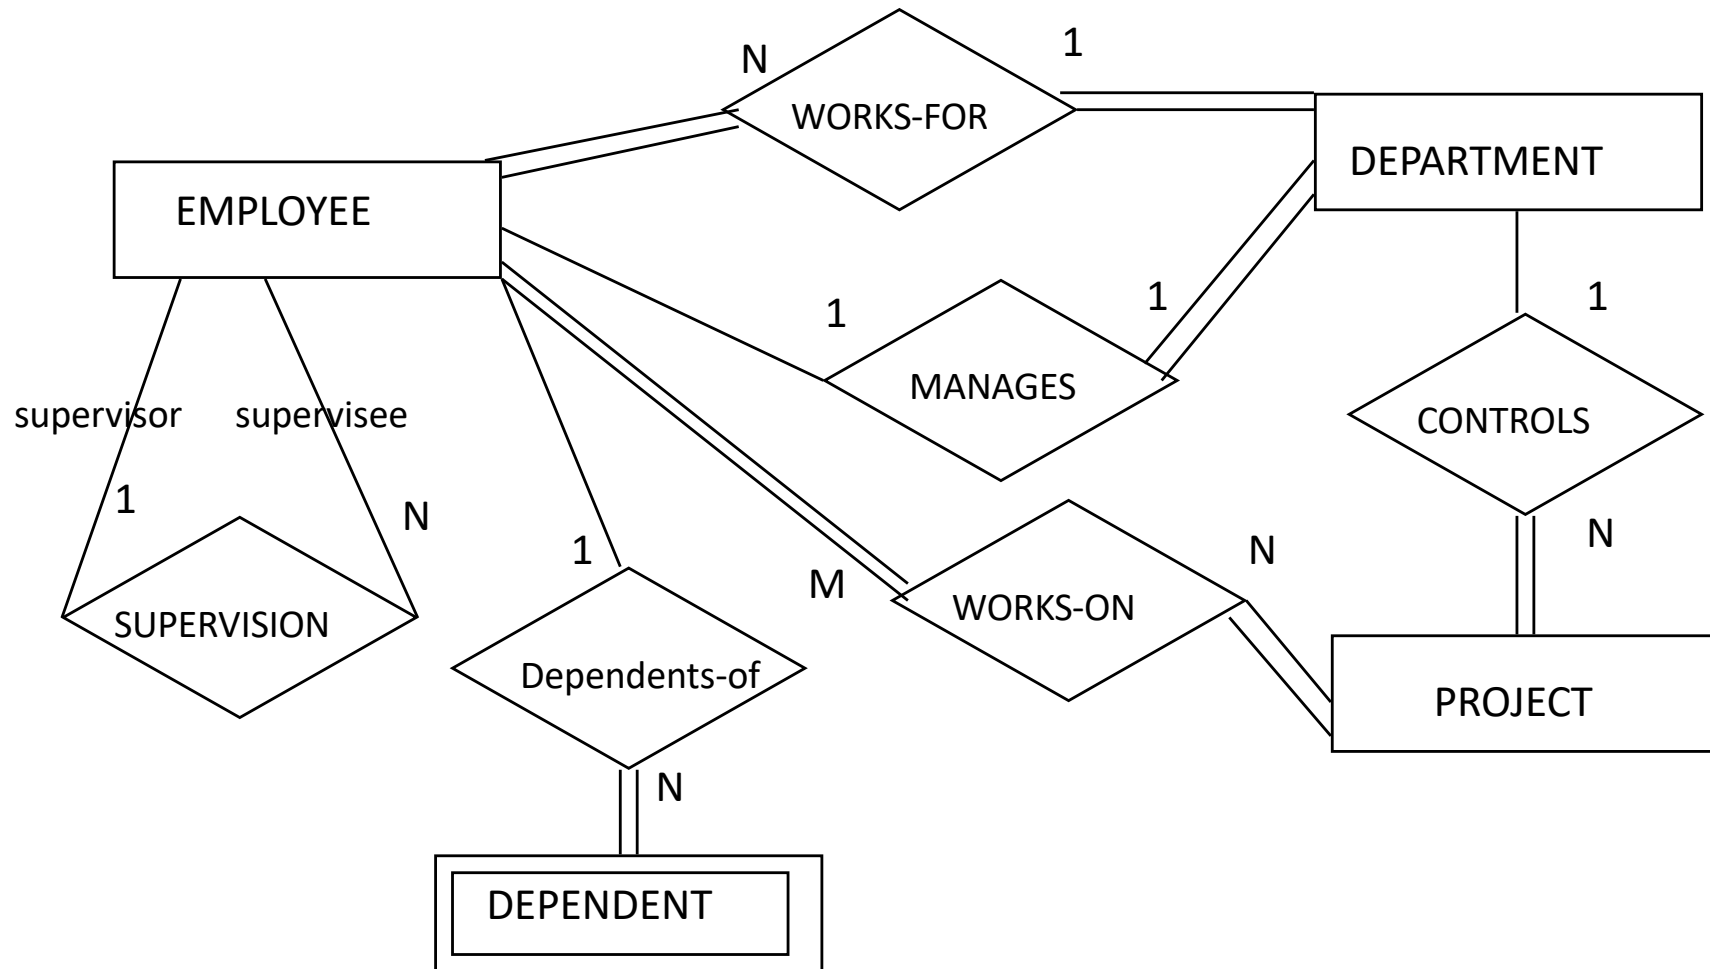 N
1
WORKS-FOR
DEPARTMENT
EMPLOYEE
1
1
1
MANAGES
supervisor
supervisee
CONTROLS
1
N
N
1
M
N
WORKS-ON
SUPERVISION
Dependents-of
PROJECT
N
DEPENDENT